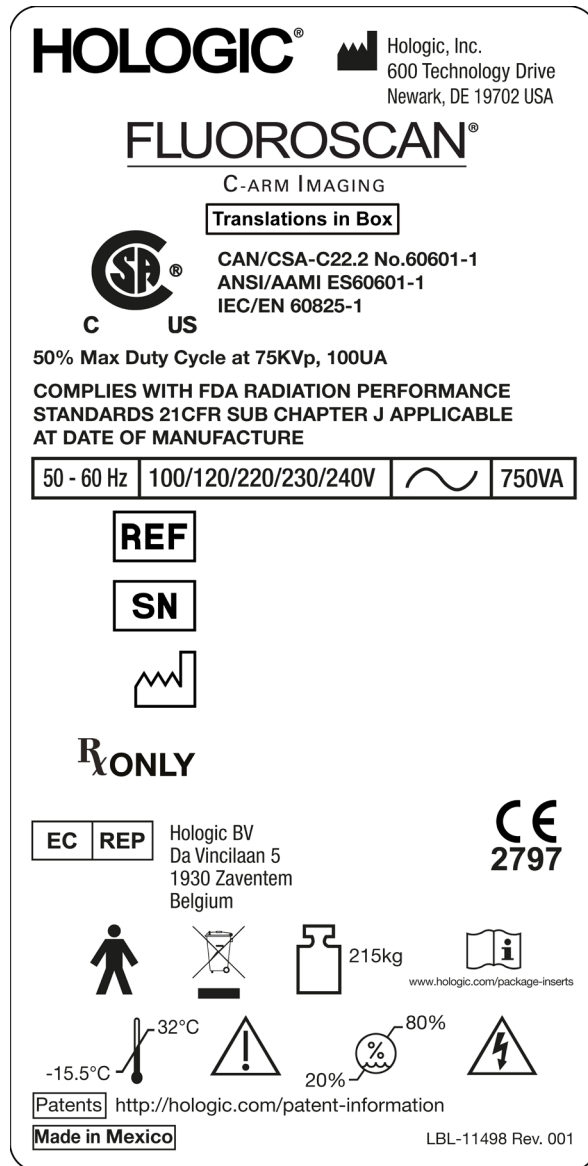 HOLOGIC®
Hologic, Inc.
600 Technology Drive
Newark, DE 19702 USA
FLUOROSCAN®
C-ARM IMAGING
Translations in Box
CSA ®
C US
CAN/CSA-C22.2 No.60601-1
ANSI/AAMI ES60601-1
IEC/EN 60825-1
50% Max Duty Cycle at 75KVp, 100UA
COMPLIES WITH FDA RADIATION PERFORMANCE
STANDARDS 21CFR SUB CHAPTER J APPLICABLE
AT DATE OF MANUFACTURE
50 - 60 Hz 100/120/220/230/240V 750VA
REF
SN
Rx ONLY
EC REP
Hologic BV
Da Vincilaan 5
1930 Zaventem
Belgium
CE
2797
215kg
i
www.hologic.com/package-inserts
32°C
-15.5°C
!
80%
%
20%
Patents http://hologic.com/patent-information
Made in Mexico
LBL-11498 Rev. 001